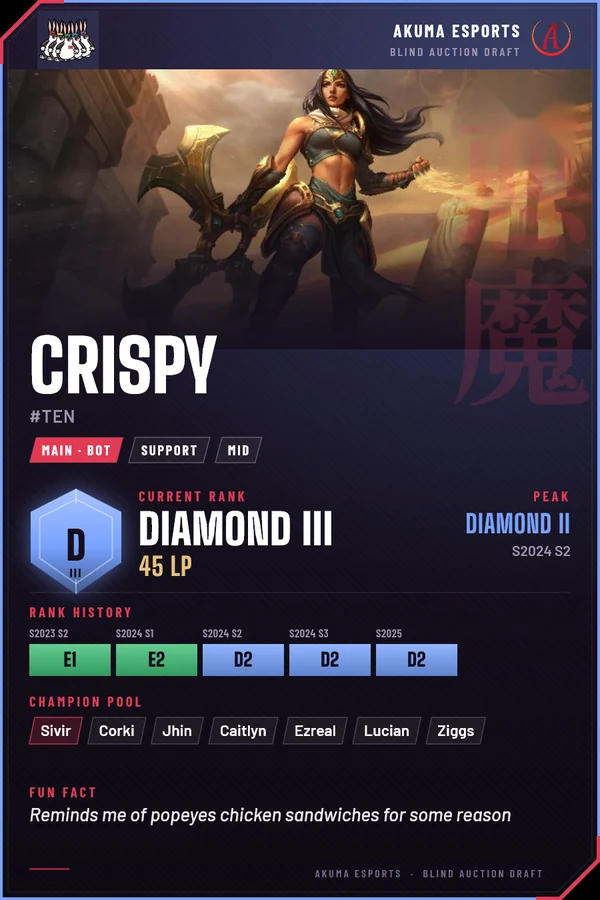 AKUMA ESPORTS
BLIND AUCTION DRAFT
A
悪
魔
CRISPY
#TEN
MAIN · BOT SUPPORT MID
CURRENT RANK
DIAMOND III
45 LP
D
III
PEAK
DIAMOND II
S2024 S2
RANK HISTORY
S2023 S2 S2024 S1 S2024 S2 S2024 S3 S2025
E1 E2 D2 D2 D2
CHAMPION POOL
Sivir Corki Jhin Caitlyn Ezreal Lucian Ziggs
FUN FACT
Reminds me of popeyes chicken sandwiches for some reason
AKUMA ESPORTS · BLIND AUCTION DRAFT